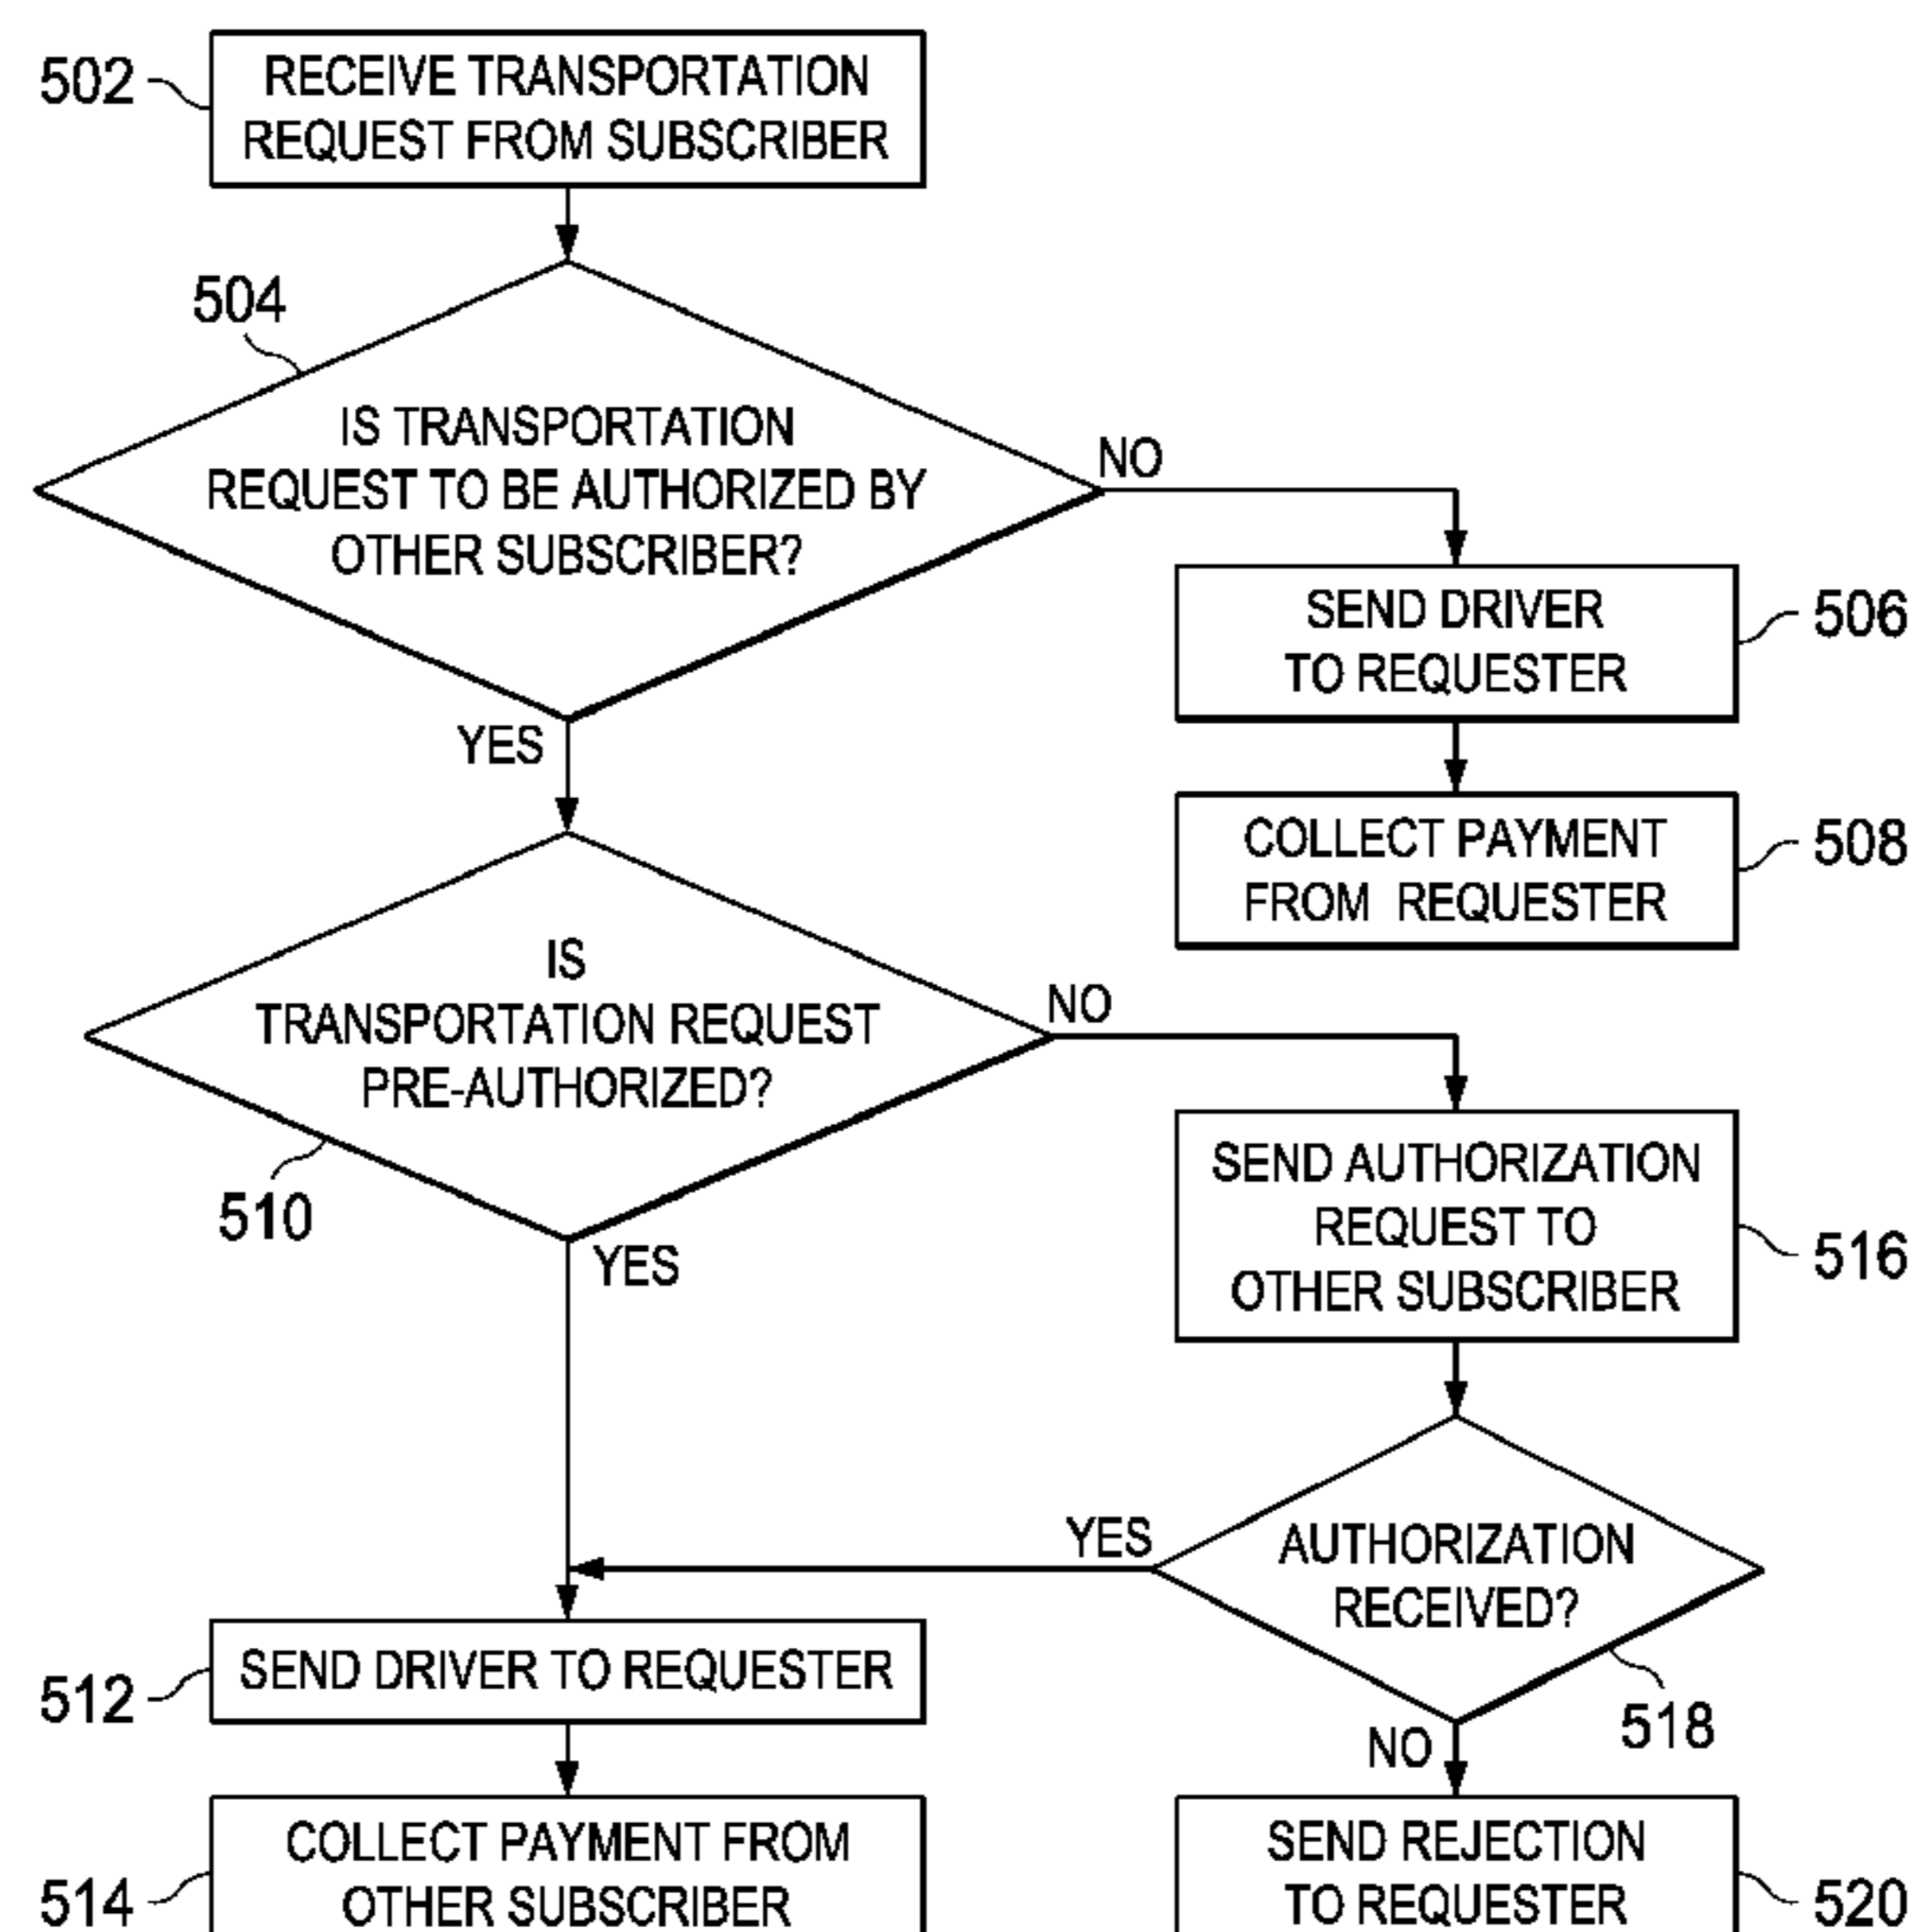 502
RECEIVE TRANSPORTATION
REQUEST FROM SUBSCRIBER
504
IS TRANSPORTATION
REQUEST TO BE AUTHORIZED BY
OTHER SUBSCRIBER?
NO
YES
SEND DRIVER
TO REQUESTER
506
COLLECT PAYMENT
FROM REQUESTER
508
IS
TRANSPORTATION REQUEST
PRE-AUTHORIZED?
510
NO
YES
SEND AUTHORIZATION
REQUEST TO
OTHER SUBSCRIBER
516
AUTHORIZATION
RECEIVED?
518
YES
NO
512
SEND DRIVER TO REQUESTER
514
COLLECT PAYMENT FROM
OTHER SUBSCRIBER
SEND REJECTION
TO REQUESTER
520